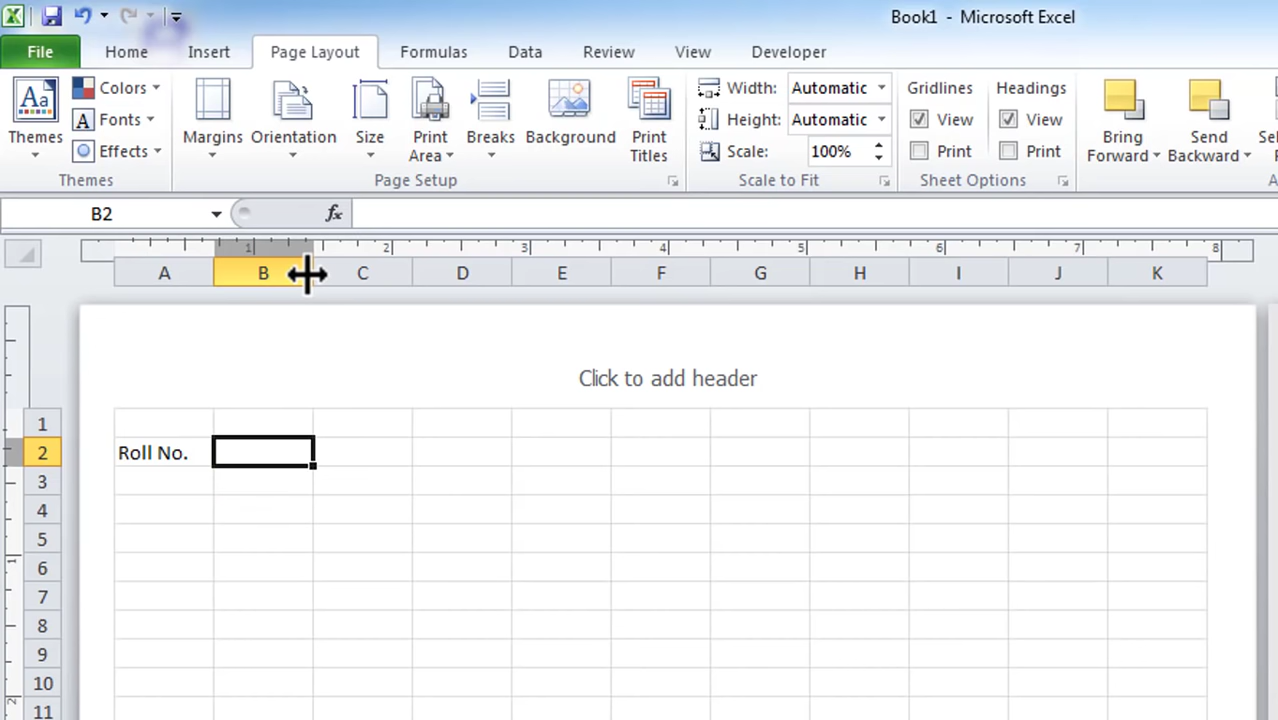 Book1 - Microsoft Excel
File Home Insert Page Layout Formulas Data Review View Developer
Colors Width: Automatic Gridlines Headings
Aa A Fonts Height: Automatic View View
Themes Margins Orientation Size Print Area Breaks Background Print Titles Bring Forward Send Backward
Effects Scale: 100% Print Print
Themes Page Setup Scale to Fit Sheet Options
B2 fx
1 2 3 4 5 6 7 8
A B C D E F G H I J K
Click to add header
1
2 Roll No.
3
4
5
6
1
7
8
9
10
2
11